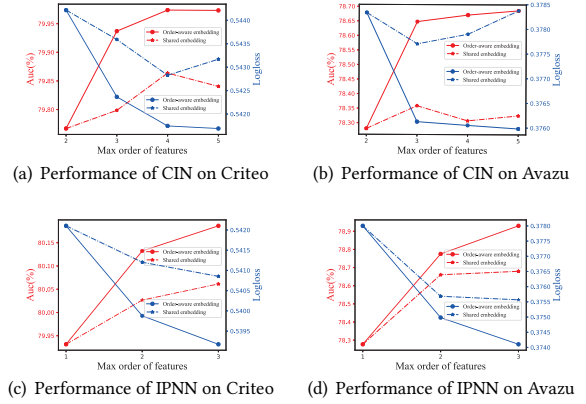 79.95
79.90
79.85
79.80
Auc(%)
Order-aware embedding
Shared embedding
Order-aware embedding
Shared embedding
0.5440
0.5430
0.5420
Logloss
2 3 4 5
Max order of features
(a) Performance of CIN on Criteo
78.70
78.65
78.60
78.55
78.50
78.45
78.40
78.35
78.30
Auc(%)
Order-aware embedding
Shared embedding
Order-aware embedding
Shared embedding
0.3785
0.3780
0.3775
0.3770
0.3765
0.3760
Logloss
2 3 4 5
Max order of features
(b) Performance of CIN on Avazu
80.15
80.10
80.05
80.00
79.95
Auc(%)
Order-aware embedding
Shared embedding
Order-aware embedding
Shared embedding
0.5420
0.5415
0.5410
0.5405
0.5400
0.5395
Logloss
1 2 3
Max order of features
(c) Performance of IPNN on Criteo
78.9
78.8
78.7
78.6
78.5
78.4
78.3
Auc(%)
Order-aware embedding
Shared embedding
Order-aware embedding
Shared embedding
0.3780
0.3775
0.3770
0.3765
0.3760
0.3755
0.3750
0.3745
0.3740
Logloss
1 2 3
Max order of features
(d) Performance of IPNN on Avazu